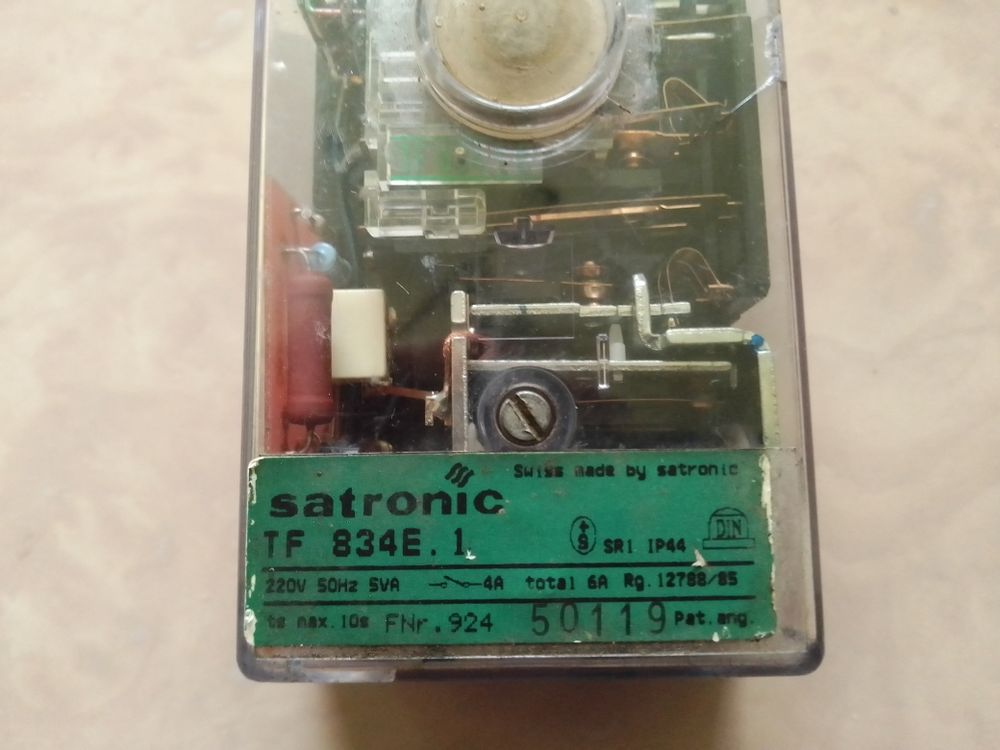 Swiss made by satronic
satronic
TF 834E.1
SR1 IP44 DIN
220V 50Hz 5VA 4A total 6A Rg.12788/85
ts max.10s FNr.924 50119 Pat.ang.